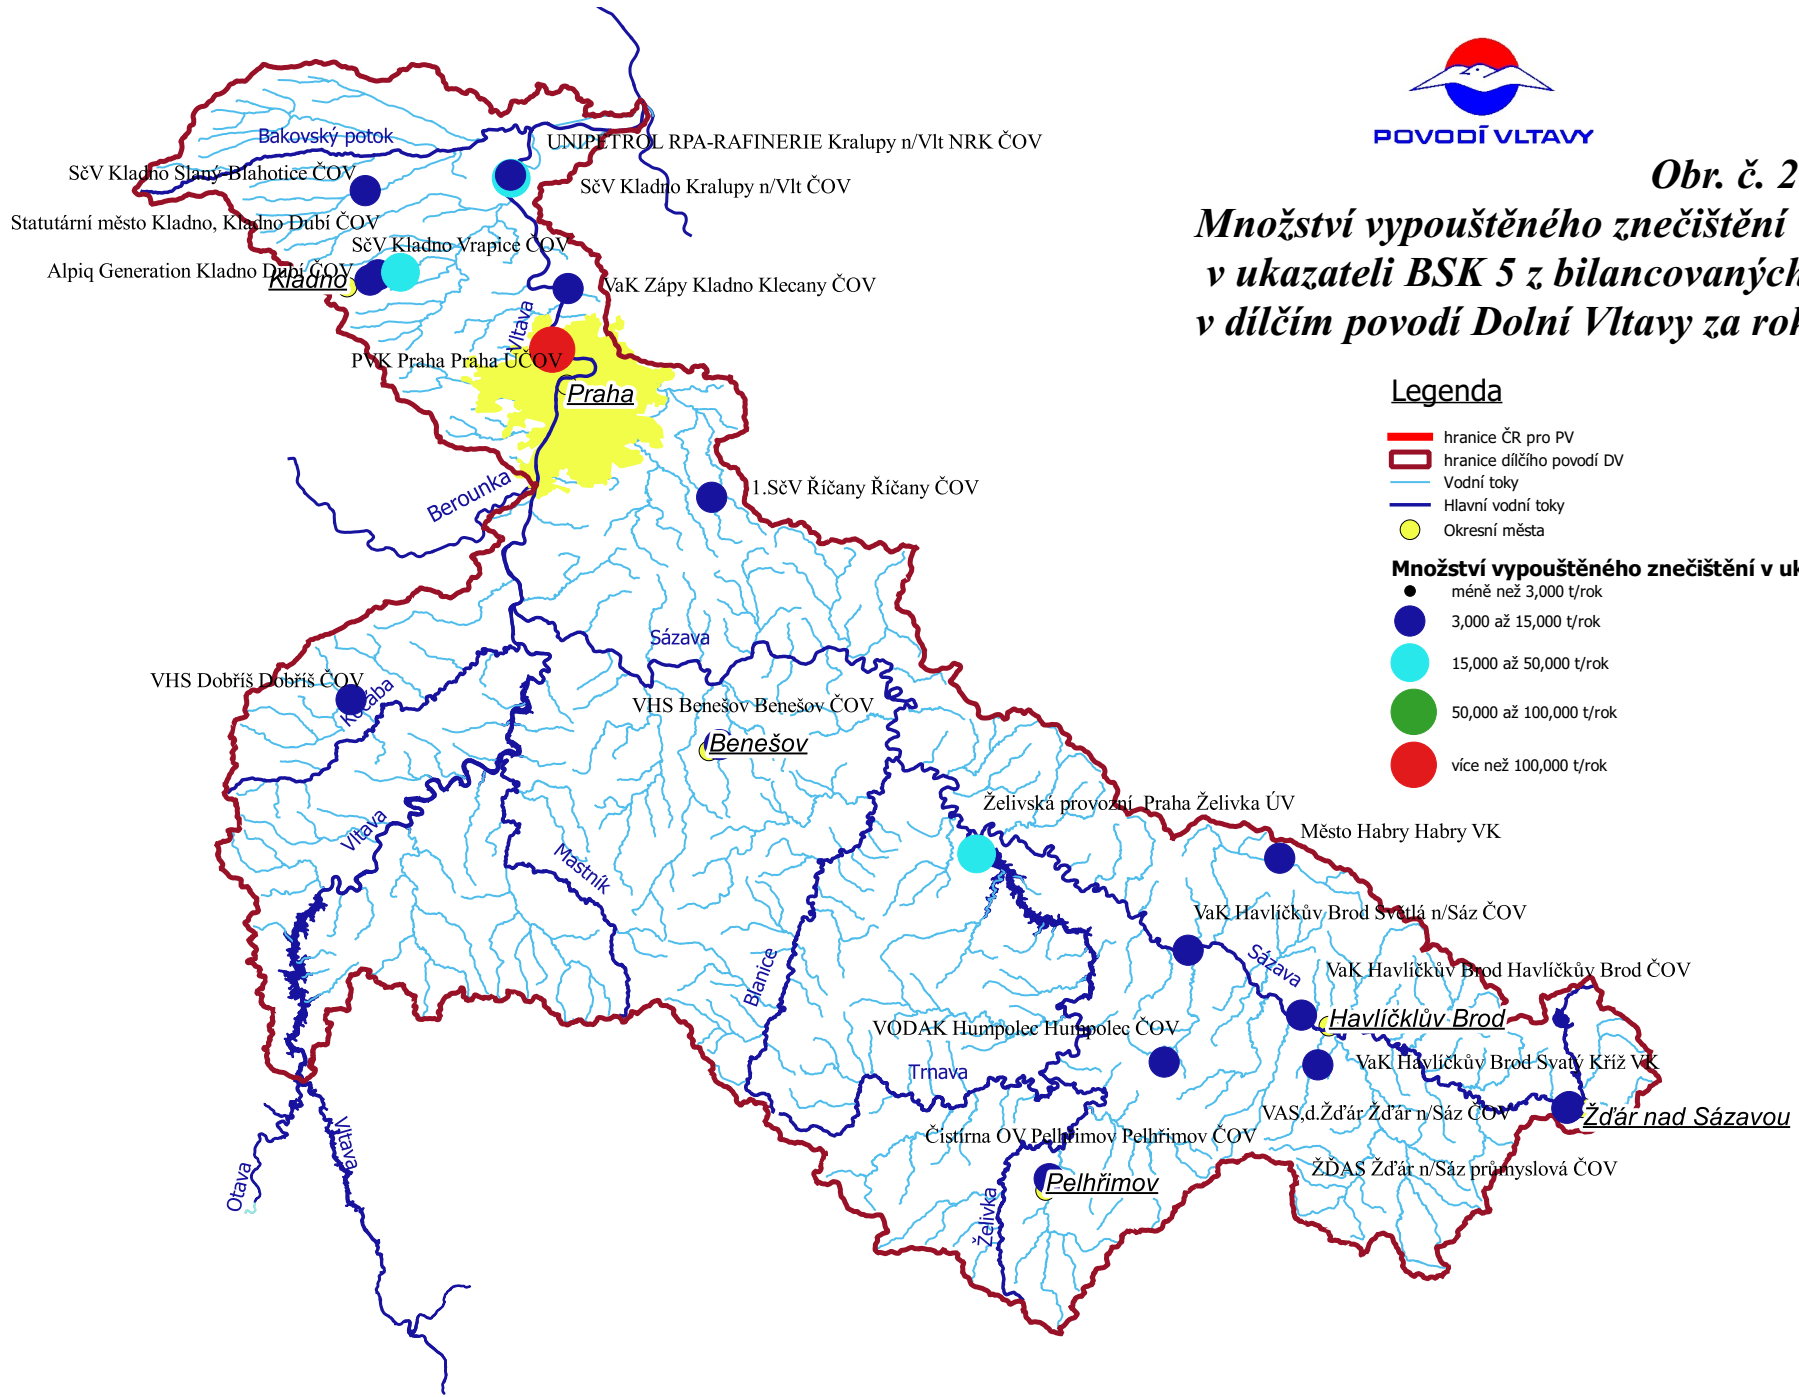 POVODÍ VLTAVY
Obr. č. 2
Množství vypouštěného znečištění
v ukazateli BSK 5 z bilancovaných
v dílčím povodí Dolní Vltavy za rok
Legenda
hranice ČR pro PV
hranice dílčího povodí DV
Vodní toky
Hlavní vodní toky
Okresní města
Množství vypouštěného znečištění v uk
méně než 3,000 t/rok
3,000 až 15,000 t/rok
15,000 až 50,000 t/rok
50,000 až 100,000 t/rok
více než 100,000 t/rok
Bakovský potok
UNIPETROL RPA-RAFINERIE Kralupy n/Vlt NRK ČOV
SčV Kladno Slaný-Blahotice ČOV
SčV Kladno Kralupy n/Vlt ČOV
Statutární město Kladno, Kladno Dubí ČOV
SčV Kladno Vrapice ČOV
Alpiq Generation Kladno Dubí ČOV
Kladno
VaK Zápy Kladno Klecany ČOV
Vltava
PVK Praha Praha ÚČOV
Praha
Berounka
1.SčV Říčany Říčany ČOV
Sázava
VHS Dobříš Dobříš ČOV
Kocába
VHS Benešov Benešov ČOV
Benešov
Vltava
Mastník
Želivská provozní  Praha Želivka ÚV
Město Habry Habry VK
VaK Havlíčkův Brod Světlá n/Sáz ČOV
Sázava
Blanice
VaK Havlíčkův Brod Havlíčkův Brod ČOV
Havlíčklův Brod
VODAK Humpolec Humpolec ČOV
VaK Havlíčkův Brod Svatý Kříž VK
Trnava
VAS,d.Žďár Žďár n/Sáz ČOV
Žďár nad Sázavou
Čistírna OV Pelhřimov Pelhřimov ČOV
ŽĎAS Žďár n/Sáz průmyslová ČOV
Pelhřimov
Želivka
Vltava
Otava